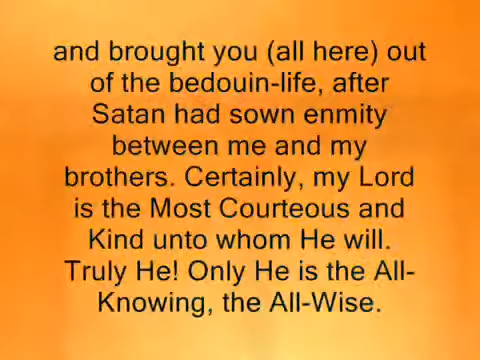 and brought you (all here) out
of the bedouin-life, after
Satan had sown enmity
between me and my
brothers. Certainly, my Lord
is the Most Courteous and
Kind unto whom He will.
Truly He! Only He is the All-
Knowing, the All-Wise.